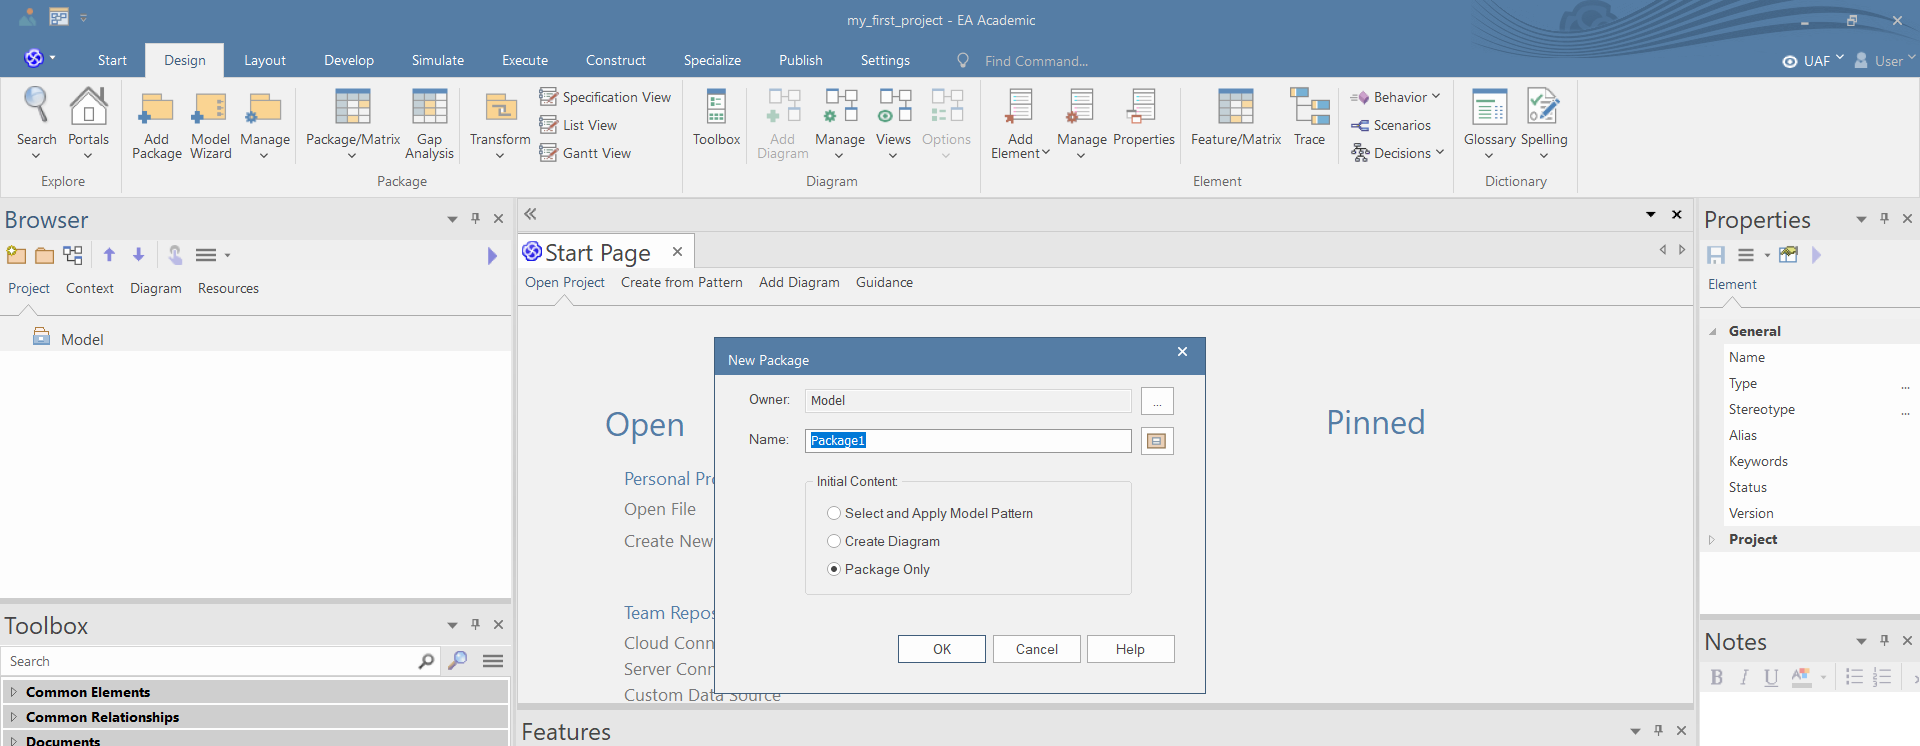 my_first_project - EA Academic
Start Design Layout Develop Simulate Execute Construct Specialize Publish Settings Find Command... UAF User
Search Portals Add Package Model Wizard Manage Package/Matrix Gap Analysis Transform Specification View List View Gantt View Toolbox Add Diagram Manage Views Options Add Element Manage Properties Feature/Matrix Trace Behavior Scenarios Decisions Glossary Spelling
Explore Package Diagram Element Dictionary
Browser
Project Context Diagram Resources
Model
Toolbox
Search
Common Elements
Common Relationships
Documents
Start Page
Open Project Create from Pattern Add Diagram Guidance
Open
Personal Pro
Open File
Create New
Team Repos
Cloud Conn
Server Conn
Custom Data Source
Pinned
New Package
Owner: Model ...
Name: Package1
Initial Content:
Select and Apply Model Pattern
Create Diagram
Package Only
OK Cancel Help
Features
Properties
Element
General
Name
Type ...
Stereotype ...
Alias
Keywords
Status
Version
Project
Notes
B I U A